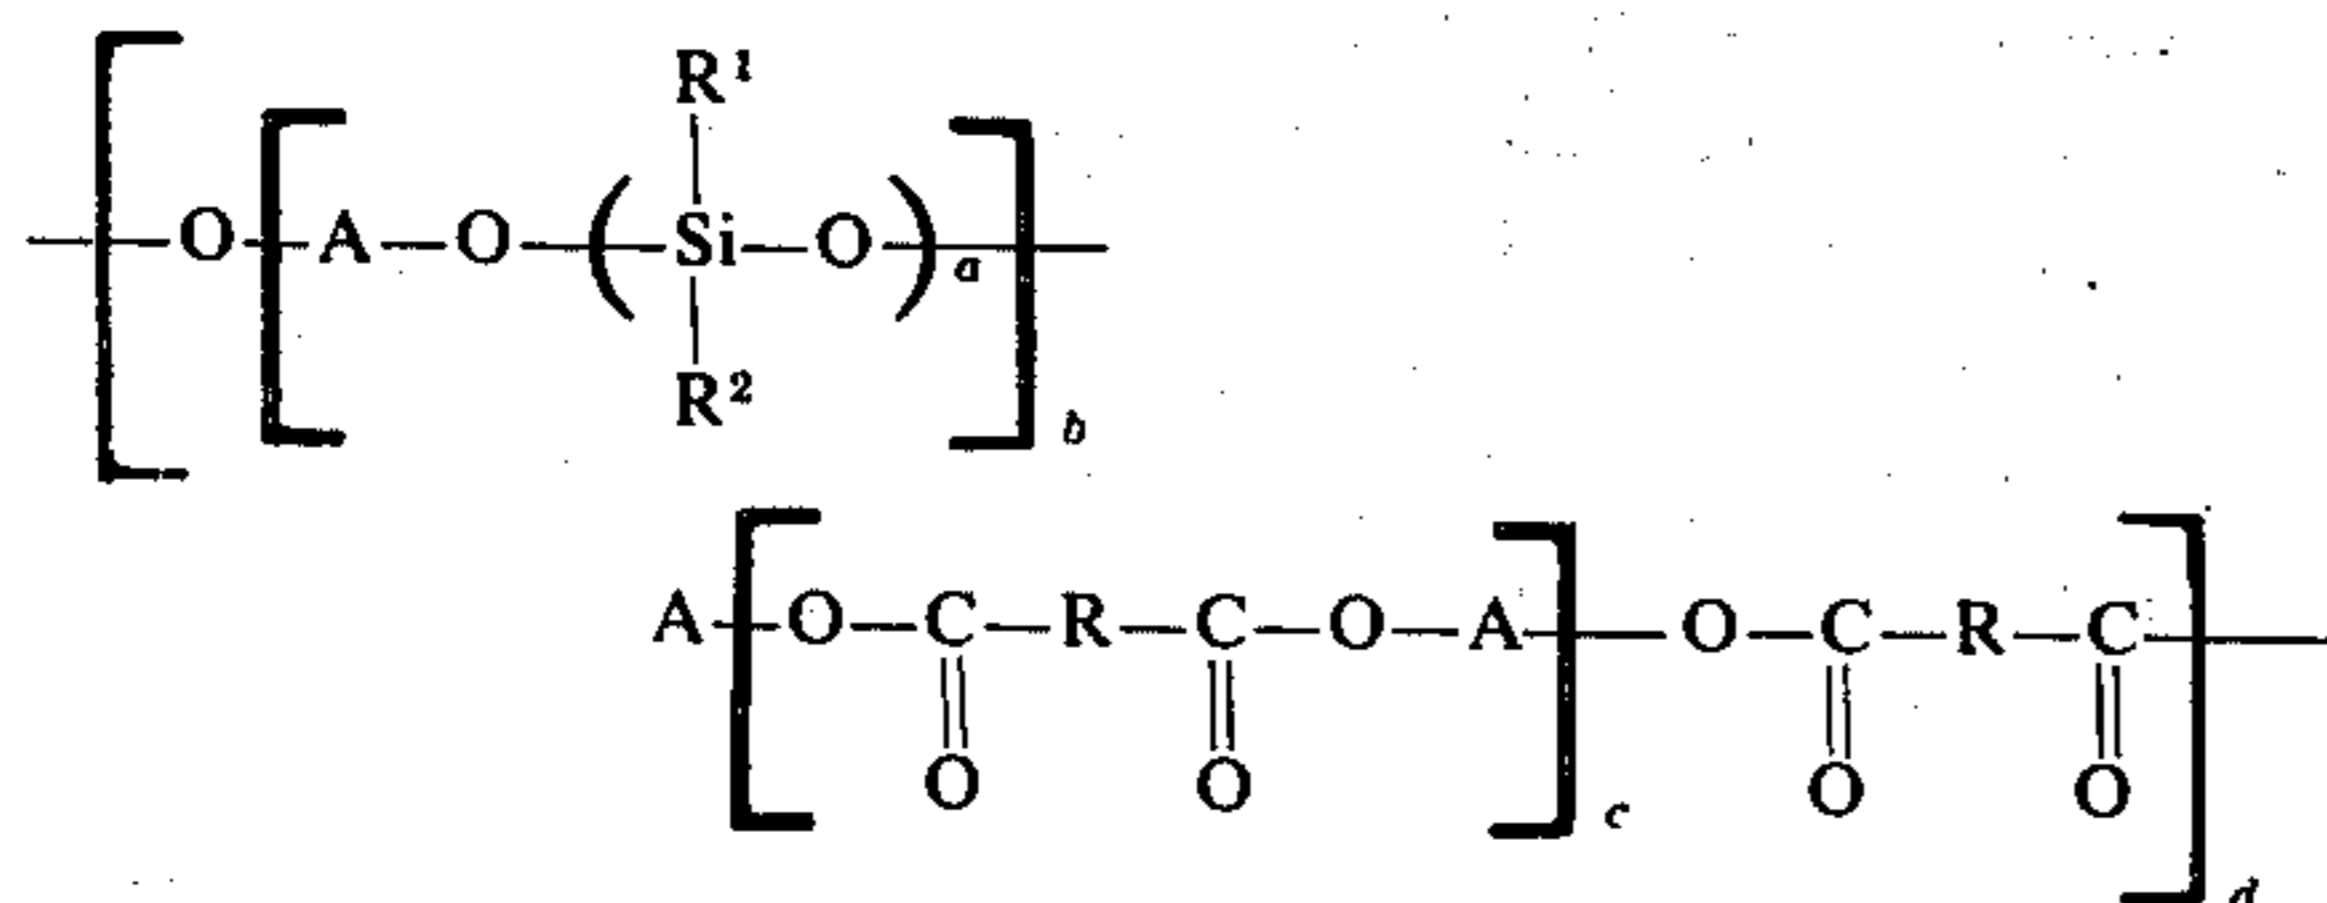 R¹
[ —O—[ A—O—( Si—O )a ]b
R²
A—[ O—C—R—C—O—A ]c —O—C—R—C ]d
O O O O